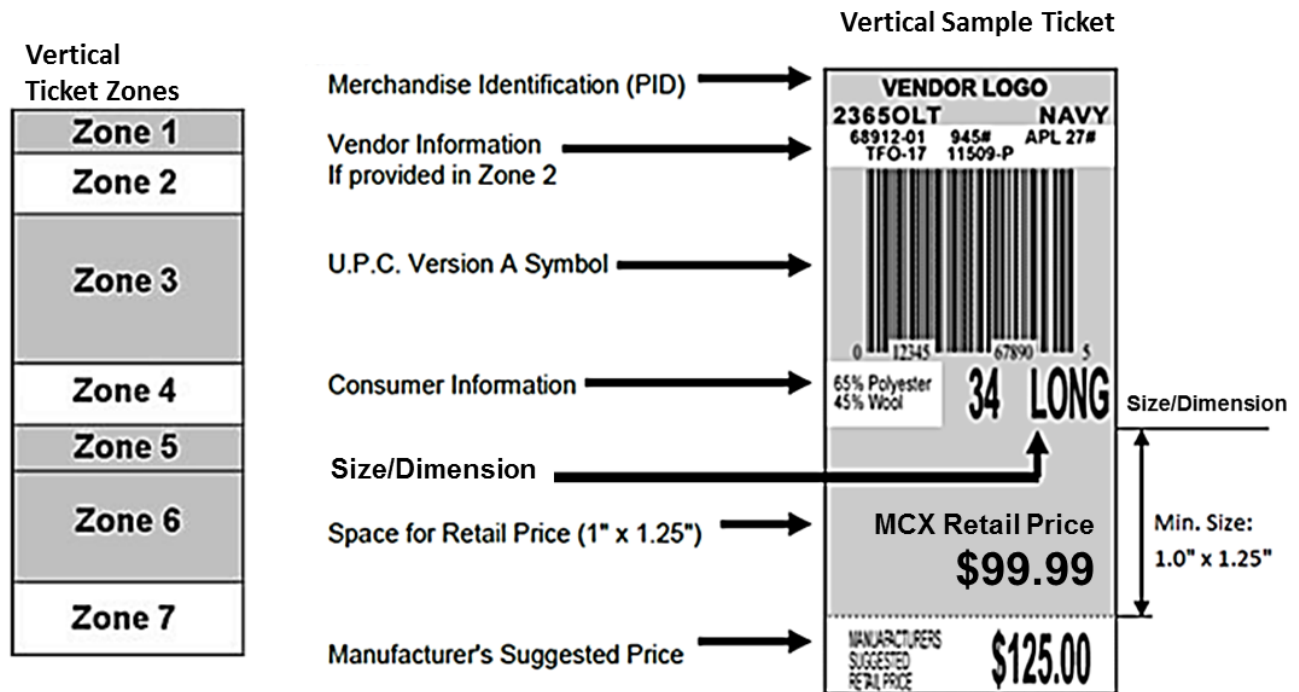 Vertical
Ticket Zones
Zone 1
Zone 2
Zone 3
Zone 4
Zone 5
Zone 6
Zone 7
Merchandise Identification (PID)
Vendor Information
If provided in Zone 2
U.P.C. Version A Symbol
Consumer Information
Size/Dimension
Space for Retail Price (1" x 1.25")
Manufacturer's Suggested Price
Vertical Sample Ticket
VENDOR LOGO
2365OLT NAVY
68912-01 945# APL 27#
TFO-17 11509-P
0 12345 67890 5
65% Polyester
45% Wool
34 LONG
MCX Retail Price
$99.99
MANUAFACTURERS
SUGGESTED
RETAIL PRICE
$125.00
Size/Dimension
Min. Size:
1.0" x 1.25"